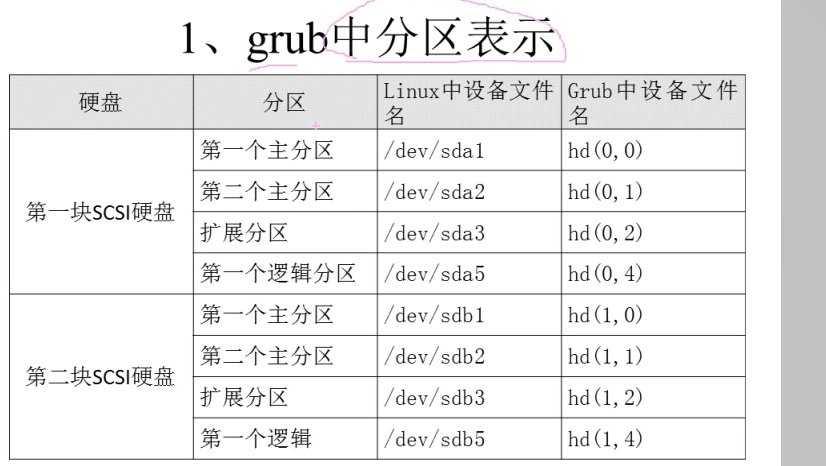 1、grub中分区表示
硬盘 分区 Linux中设备文件名 Grub中设备文件名
第一块SCSI硬盘
第一个主分区 /dev/sda1 hd(0,0)
第二个主分区 /dev/sda2 hd(0,1)
扩展分区 /dev/sda3 hd(0,2)
第一个逻辑分区 /dev/sda5 hd(0,4)
第二块SCSI硬盘
第一个主分区 /dev/sdb1 hd(1,0)
第二个主分区 /dev/sdb2 hd(1,1)
扩展分区 /dev/sdb3 hd(1,2)
第一个逻辑 /dev/sdb5 hd(1,4)